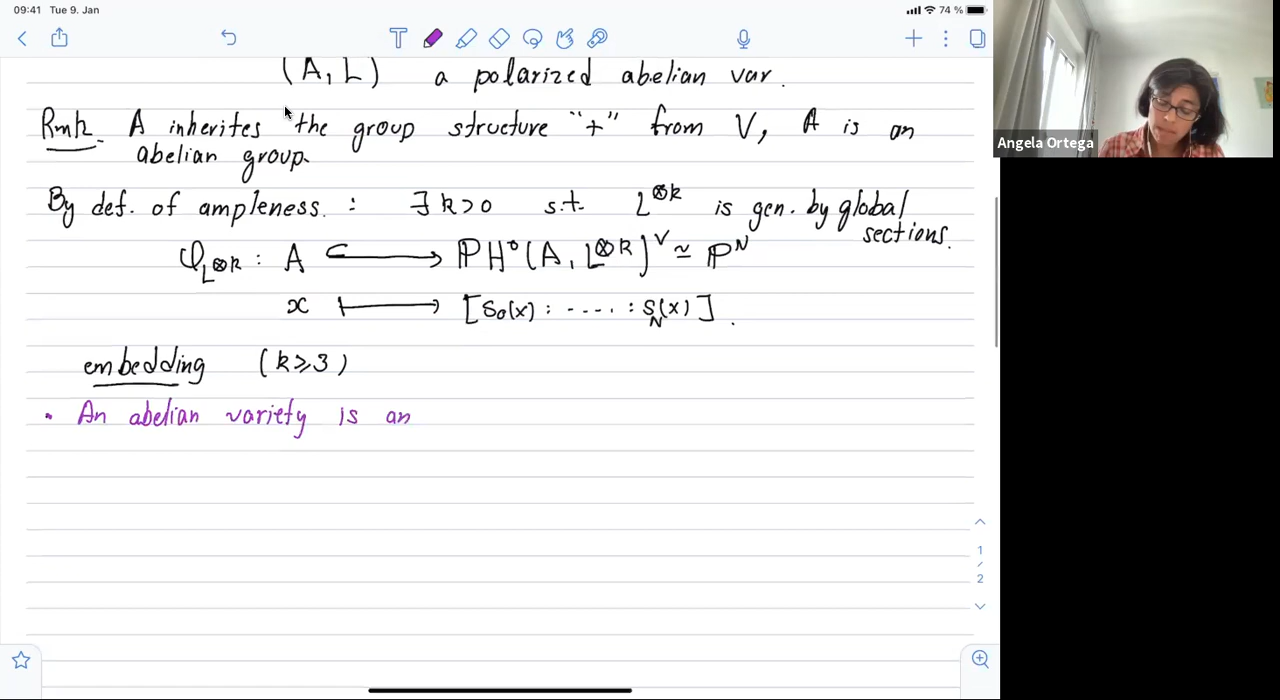 09:41 Tue 9. Jan
74 %
(A, L) a polarized abelian var.
Rmk. A inherites the group structure "+" from V, A is an
abelian group.
Angela Ortega
By def. of ampleness. : ∃ k>0 s.t. L^{⊗k} is gen. by global
sections.
φ_{L^{⊗k}} : A ↪ ℙH⁰(A, L^{⊗k})^∨ ≃ ℙ^N
x ⟼ [s₀(x) : ---- : s_N(x)] .
embedding (k⩾3)
• An abelian variety is an
1
/
2